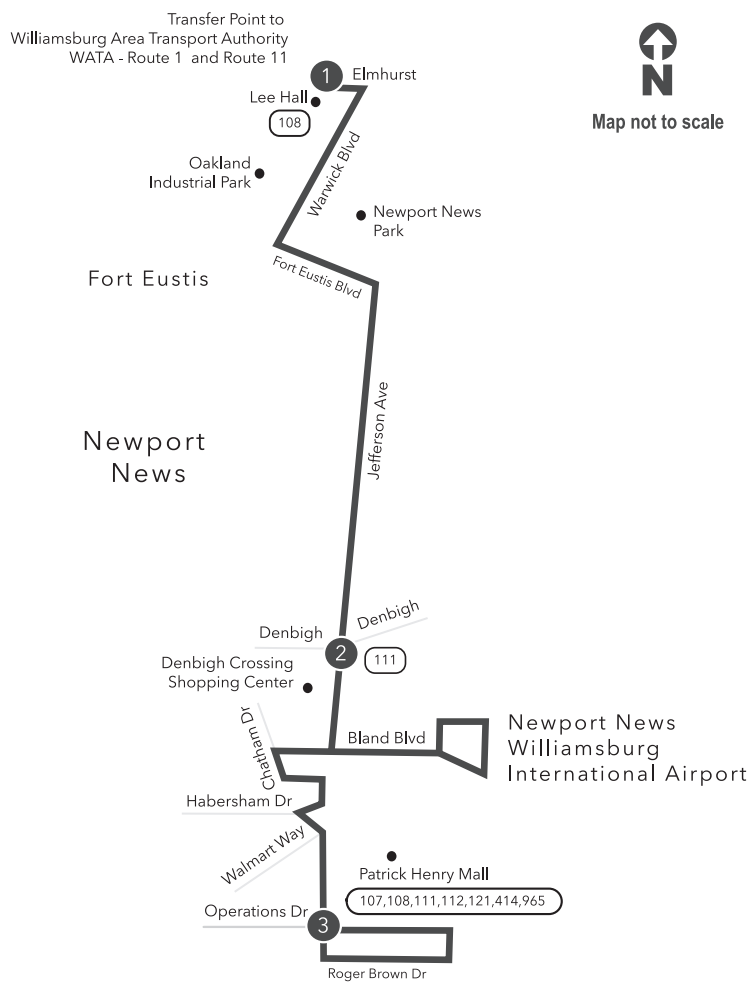 Transfer Point to
Williamsburg Area Transport Authority
WATA - Route 1 and Route 11
1
Elmhurst
N
Map not to scale
Lee Hall
108
Oakland
Industrial Park
Warwick Blvd
Newport News
Park
Fort Eustis Blvd
Fort Eustis
Jefferson Ave
Newport
News
Denbigh
Denbigh
2
111
Denbigh Crossing
Shopping Center
Chatham Dr
Bland Blvd
Newport News
Williamsburg
International Airport
Habersham Dr
Walmart Way
Patrick Henry Mall
107,108,111,112,121,414,965
Operations Dr
3
Roger Brown Dr